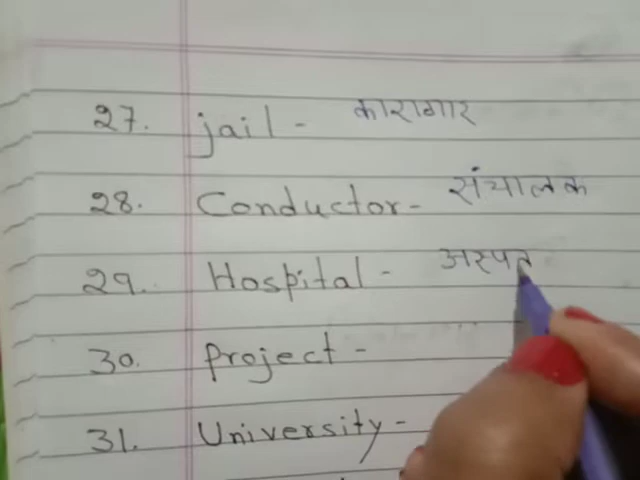 27. jail - कारागार
28. Conductor - संचालक
29. Hospital - अस्पत
30. Project -
31. University -